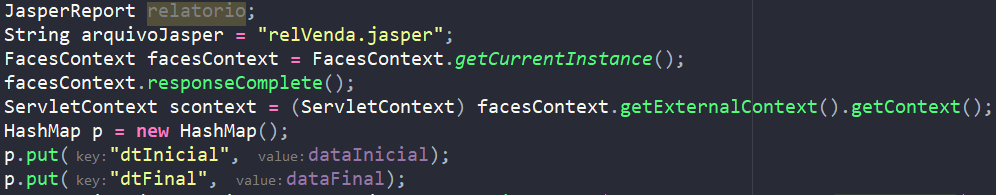 JasperReport relatorio;
String arquivoJasper = "relVenda.jasper";
FacesContext facesContext = FacesContext.getCurrentInstance();
facesContext.responseComplete();
ServletContext scontext = (ServletContext) facesContext.getExternalContext().getContext();
HashMap p = new HashMap();
p.put( key: "dtInicial", value: dataInicial);
p.put( key: "dtFinal", value: dataFinal);